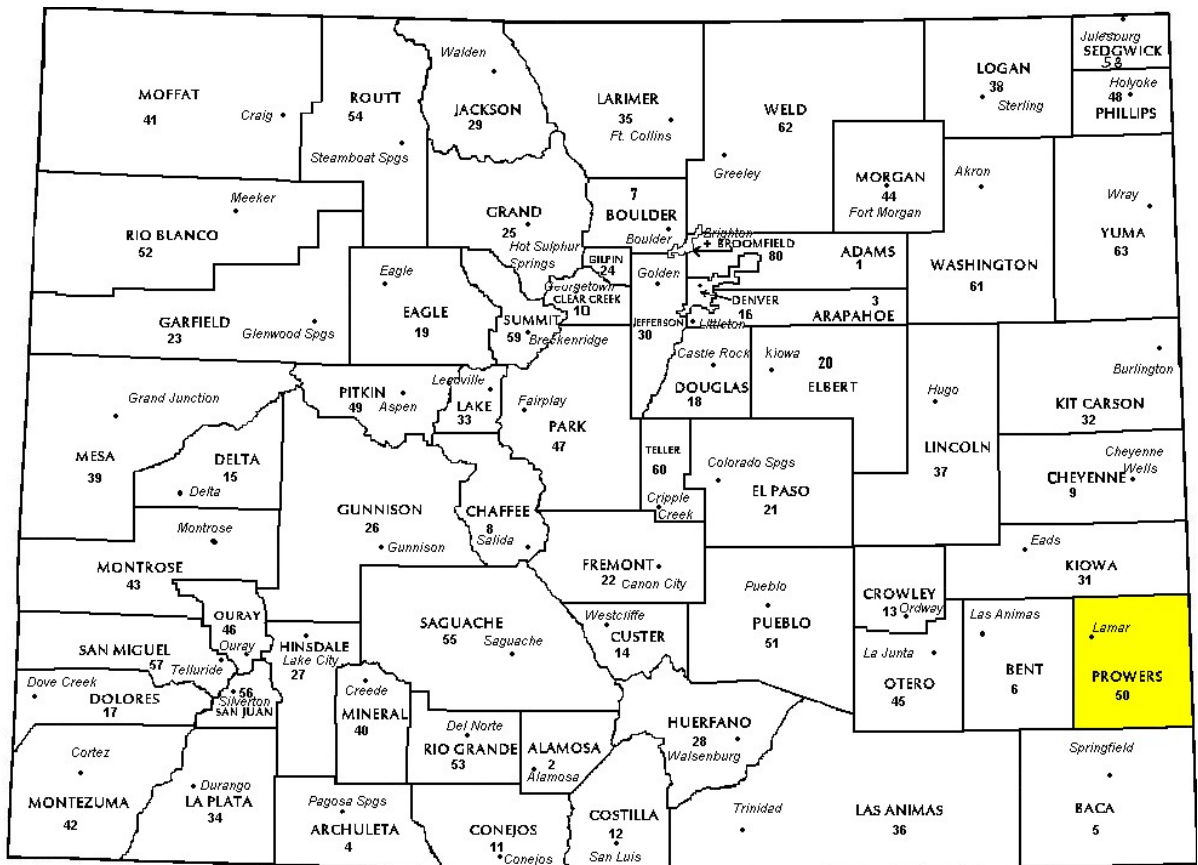 Walden
JACKSON
29
MOFFAT
41
Craig
ROUTT
54
Steamboat Spgs
LARIMER
35
Ft. Collins
WELD
62
Greeley
LOGAN
38
Sterling
Julesburg
SEDGWICK
58
Holyoke
48
PHILLIPS
MORGAN
44
Fort Morgan
Akron
WASHINGTON
61
Wray
YUMA
63
Meeker
RIO BLANCO
52
GRAND
25
Hot Sulphur
Springs
7
BOULDER
Boulder
Brighton
+ BROOMFIELD
80
ADAMS
1
GILPIN
24
Golden
Georgetown
CLEAR CREEK
10
JEFFERSON
30
DENVER
16
Littleton
3
ARAPAHOE
Eagle
EAGLE
19
SUMMIT
59
Breckenridge
GARFIELD
23
Glenwood Spgs
Castle Rock
DOUGLAS
18
Kiowa
20
ELBERT
Hugo
LINCOLN
37
Burlington
KIT CARSON
32
Grand Junction
MESA
39
PITKIN
49
Aspen
Leadville
LAKE
33
Fairplay
PARK
47
DELTA
15
Delta
TELLER
60
Cripple
Creek
Colorado Spgs
EL PASO
21
Cheyenne
Wells
CHEYENNE
9
GUNNISON
26
Gunnison
CHAFFEE
8
Salida
Montrose
MONTROSE
43
FREMONT
22
Canon City
Eads
KIOWA
31
Pueblo
PUEBLO
51
CROWLEY
13
Ordway
OURAY
46
Ouray
SAN MIGUEL
57
Telluride
HINSDALE
Lake City
27
SAGUACHE
55
Saguache
Westcliffe
CUSTER
14
La Junta
OTERO
45
Las Animas
BENT
6
Lamar
PROWERS
50
Dove Creek
DOLORES
17
56
Silverton
SAN JUAN
Creede
MINERAL
40
Del Norte
RIO GRANDE
53
ALAMOSA
2
Alamosa
HUERFANO
28
Walsenburg
Cortez
MONTEZUMA
42
Durango
LA PLATA
34
Pagosa Spgs
ARCHULETA
4
CONEJOS
11
Conejos
COSTILLA
12
San Luis
Trinidad
LAS ANIMAS
36
Springfield
BACA
5